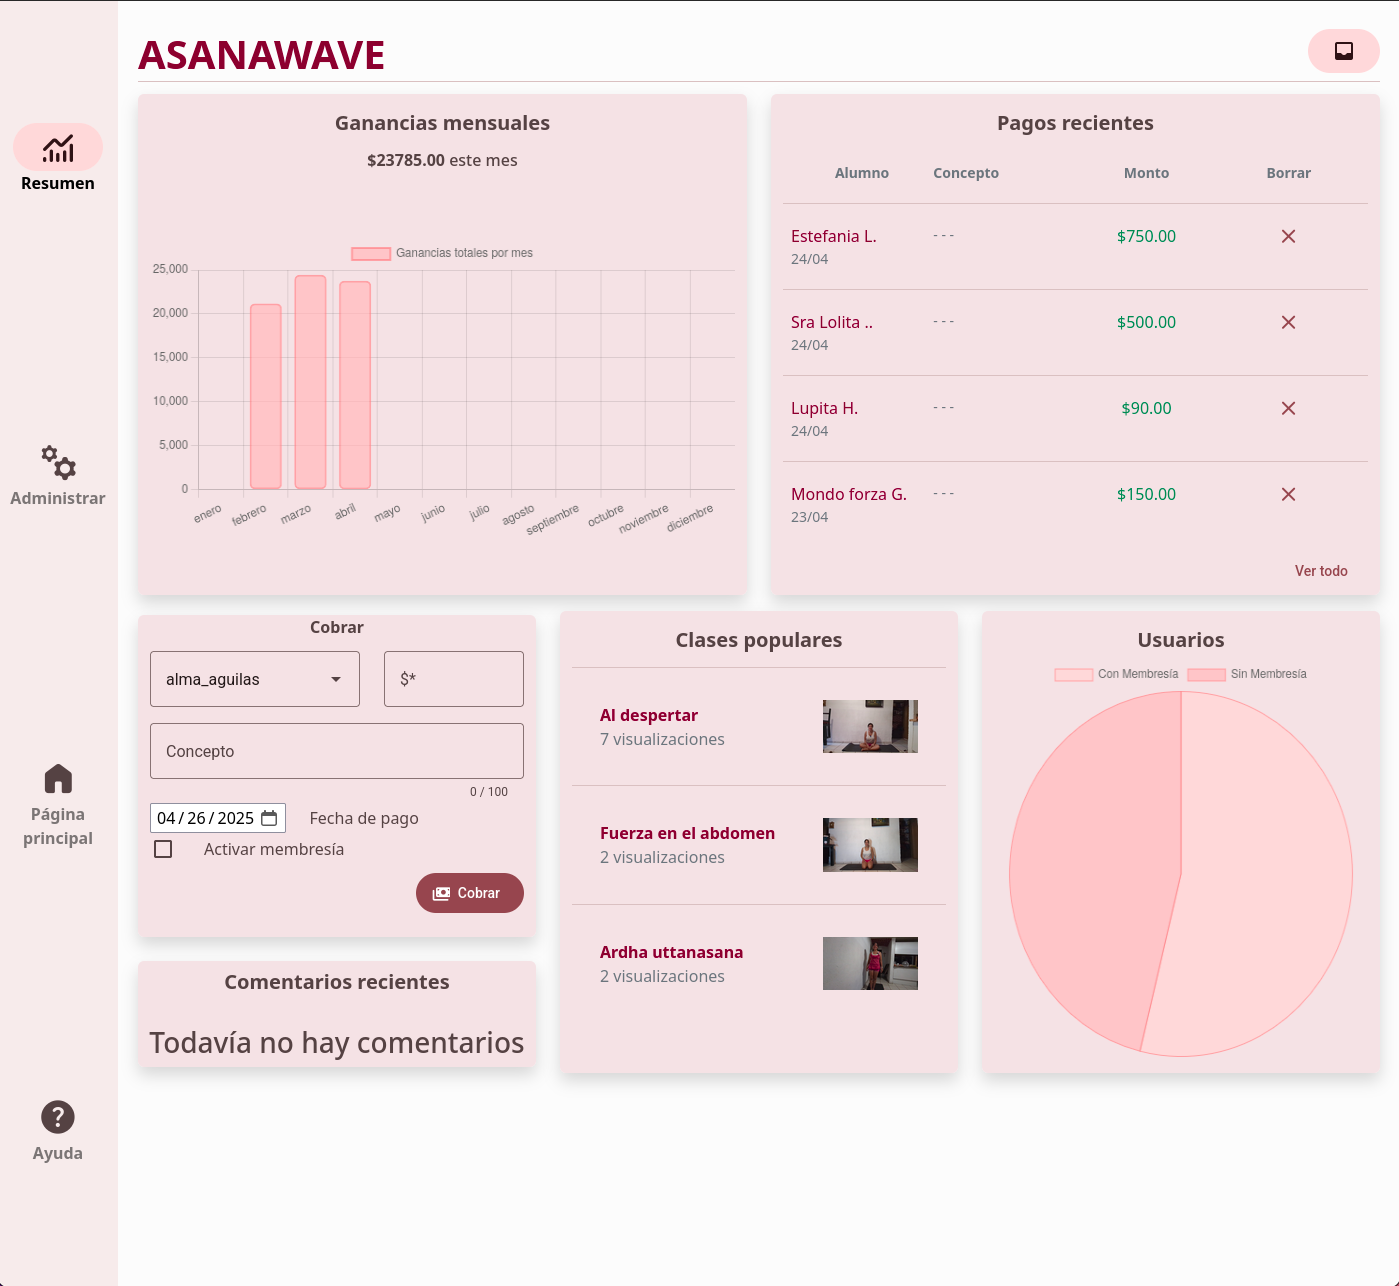 ASANAWAVE
Resumen
Administrar
Página
principal
Ayuda
Ganancias mensuales
$23785.00 este mes
Ganancias totales por mes
25,000
20,000
15,000
10,000
5,000
0
enero
febrero
marzo
abril
mayo
junio
julio
agosto
septiembre
octubre
noviembre
diciembre
Pagos recientes
Alumno Concepto Monto Borrar
Estefania L. --- $750.00
24/04
Sra Lolita .. --- $500.00
24/04
Lupita H. --- $90.00
24/04
Mondo forza G. --- $150.00
23/04
Ver todo
Cobrar
alma_aguilas $*
Concepto
0 / 100
04/26/2025 Fecha de pago
Activar membresía
Cobrar
Comentarios recientes
Todavía no hay comentarios
Clases populares
Al despertar
7 visualizaciones
Fuerza en el abdomen
2 visualizaciones
Ardha uttanasana
2 visualizaciones
Usuarios
Con Membresía Sin Membresía